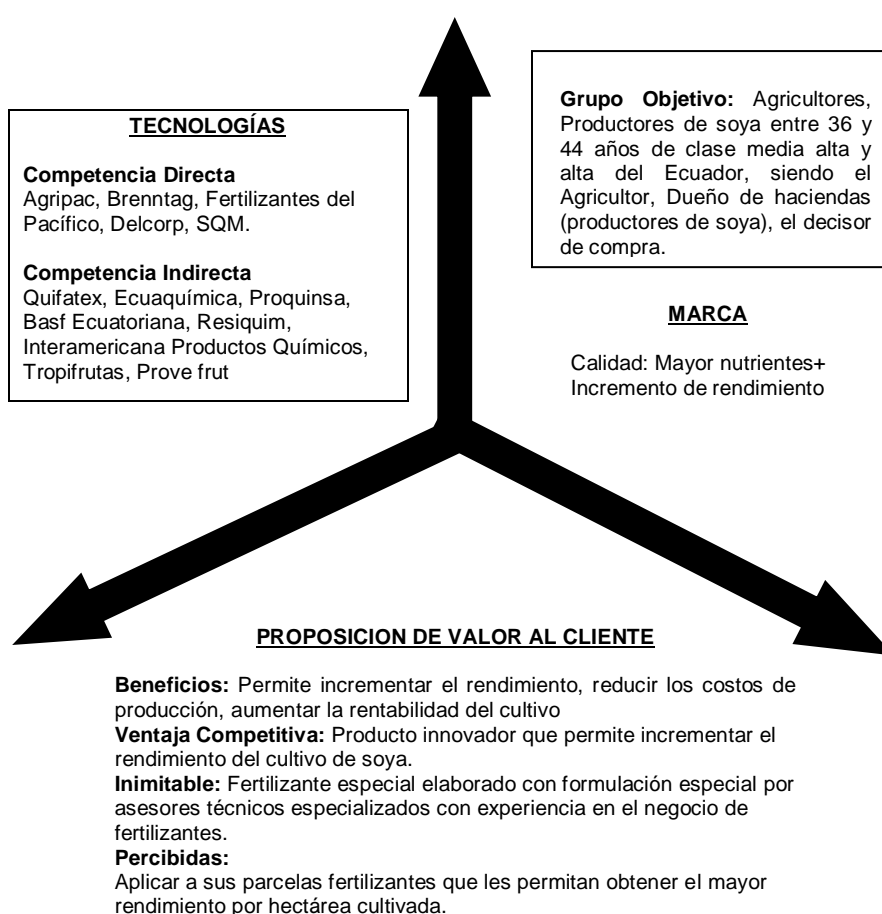 TECNOLOGÍAS
Competencia Directa
Agripac, Brenntag, Fertilizantes del
Pacífico, Delcorp, SQM.
Competencia Indirecta
Quifatex, Ecuaquímica, Proquinsa,
Basf Ecuatoriana, Resiquim,
Interamericana Productos Químicos,
Tropifrutas, Prove frut
Grupo Objetivo: Agricultores,
Productores de soya entre 36 y
44 años de clase media alta y
alta del Ecuador, siendo el
Agricultor, Dueño de haciendas
(productores de soya), el decisor
de compra.
MARCA
Calidad: Mayor nutrientes+
Incremento de rendimiento
PROPOSICION DE VALOR AL CLIENTE
Beneficios: Permite incrementar el rendimiento, reducir los costos de
producción, aumentar la rentabilidad del cultivo
Ventaja Competitiva: Producto innovador que permite incrementar el
rendimiento del cultivo de soya.
Inimitable: Fertilizante especial elaborado con formulación especial por
asesores técnicos especializados con experiencia en el negocio de
fertilizantes.
Percibidas:
Aplicar a sus parcelas fertilizantes que les permitan obtener el mayor
rendimiento por hectárea cultivada.